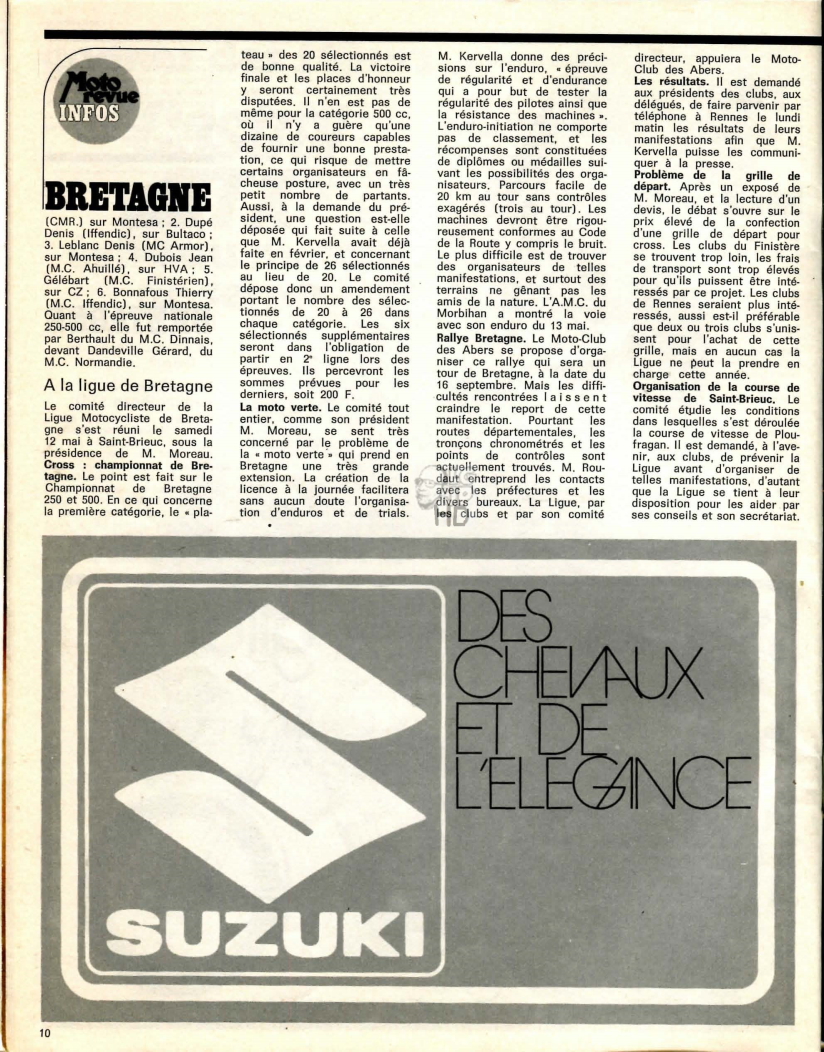 Moto
revue
INFOS
BRETAGNE
(CMR.) sur Montesa ; 2. Dupé
Denis (Iffendic), sur Bultaco ;
3. Leblanc Denis (MC Armor),
sur Montesa ; 4. Dubois Jean
(M.C. Ahuillé), sur HVA ; 5.
Gélébart (M.C. Finistérien),
sur CZ ; 6. Bonnafous Thierry
(M.C. Iffendic), sur Montesa.
Quant à l'épreuve nationale
250-500 cc, elle fut remportée
par Berthault du M.C. Dinnais,
devant Dandeville Gérard, du
M.C. Normandie.
A la ligue de Bretagne
Le comité directeur de la
Ligue Motocycliste de Breta-
gne s'est réuni le samedi
12 mai à Saint-Brieuc, sous la
présidence de M. Moreau.
Cross : championnat de Bre-
tagne. Le point est fait sur le
Championnat de Bretagne
250 et 500. En ce qui concerne
la première catégorie, le « pla-
teau » des 20 sélectionnés est
de bonne qualité. La victoire
finale et les places d'honneur
y seront certainement très
disputées. Il n'en est pas de
même pour la catégorie 500 cc,
où il n'y a guère qu'une
dizaine de coureurs capables
de fournir une bonne presta-
tion, ce qui risque de mettre
certains organisateurs en fâ-
cheuse posture, avec un très
petit nombre de partants.
Aussi, à la demande du pré-
sident, une question est-elle
déposée qui fait suite à celle
que M. Kervella avait déjà
faite en février, et concernant
le principe de 26 sélectionnés
au lieu de 20. Le comité
dépose donc un amendement
portant le nombre des sélec-
tionnés de 20 à 26 dans
chaque catégorie. Les six
sélectionnés supplémentaires
seront dans l'obligation de
partir en 2e ligne lors des
épreuves. Ils percevront les
sommes prévues pour les
derniers, soit 200 F.
La moto verte. Le comité tout
entier, comme son président
M. Moreau, se sent très
concerné par le problème de
la « moto verte » qui prend en
Bretagne une très grande
extension. La création de la
licence à la journée facilitera
sans aucun doute l'organisa-
tion d'enduros et de trials.
M. Kervella donne des préci-
sions sur l'enduro, « épreuve
de régularité et d'endurance
qui a pour but de tester la
régularité des pilotes ainsi que
la résistance des machines ».
L'enduro-initiation ne comporte
pas de classement, et les
récompenses sont constituées
de diplômes ou médailles sui-
vant les possibilités des orga-
nisateurs. Parcours facile de
20 km au tour sans contrôles
exagérés (trois au tour). Les
machines devront être rigou-
reusement conformes au Code
de la Route y compris le bruit.
Le plus difficile est de trouver
des organisateurs de telles
manifestations, et surtout des
terrains ne gênant pas les
amis de la nature. L'A.M.C. du
Morbihan a montré la voie
avec son enduro du 13 mai.
Rallye Bretagne. Le Moto-Club
des Abers se propose d'orga-
niser ce rallye qui sera un
tour de Bretagne, à la date du
16 septembre. Mais les diffi-
cultés rencontrées laissent
craindre le report de cette
manifestation. Pourtant les
routes départementales, les
tronçons chronométrés et les
points de contrôles sont
actuellement trouvés. M. Rou-
daut entreprend les contacts
avec les préfectures et les
divers bureaux. La Ligue, par
les clubs et par son comité
directeur, appuiera le Moto-
Club des Abers.
Les résultats. Il est demandé
aux présidents des clubs, aux
délégués, de faire parvenir par
téléphone à Rennes le lundi
matin les résultats de leurs
manifestations afin que M.
Kervella puisse les communi-
quer à la presse.
Problème de la grille de
départ. Après un exposé de
M. Moreau, et la lecture d'un
devis, le débat s'ouvre sur le
prix élevé de la confection
d'une grille de départ pour
cross. Les clubs du Finistère
se trouvent trop loin, les frais
de transport sont trop élevés
pour qu'ils puissent être inté-
ressés par ce projet. Les clubs
de Rennes seraient plus inté-
ressés, aussi est-il préférable
que deux ou trois clubs s'unis-
sent pour l'achat de cette
grille, mais en aucun cas la
Ligue ne peut la prendre en
charge cette année.
Organisation de la course de
vitesse de Saint-Brieuc. Le
comité étudie les conditions
dans lesquelles s'est déroulée
la course de vitesse de Plou-
fragan. Il est demandé, à l'ave-
nir, aux clubs, de prévenir la
Ligue avant d'organiser de
telles manifestations, d'autant
que la Ligue se tient à leur
disposition pour les aider par
ses conseils et son secrétariat.
DES
CHEVAUX
ET DE
L'ELEGANCE
SUZUKI
10